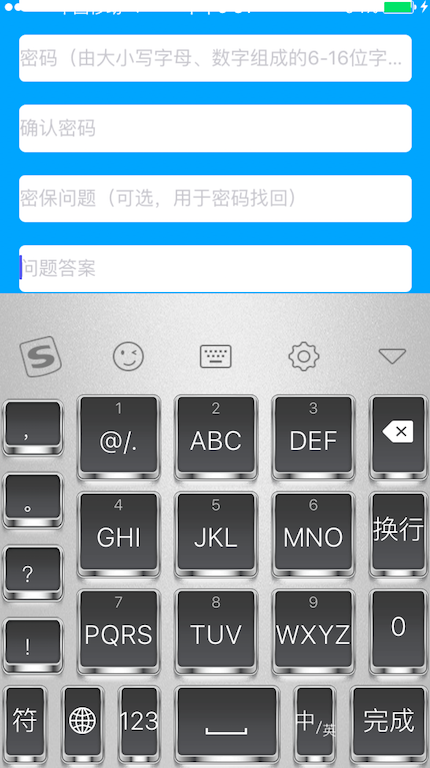 密码（由大小写字母、数字组成的6-16位字...
确认密码
密保问题（可选，用于密码找回）
问题答案
S
1 2 3
， @/. ABC DEF
4 5 6
。 GHI JKL MNO 换行
7 8 9
？ PQRS TUV WXYZ 0
！
符 123 中/英 完成